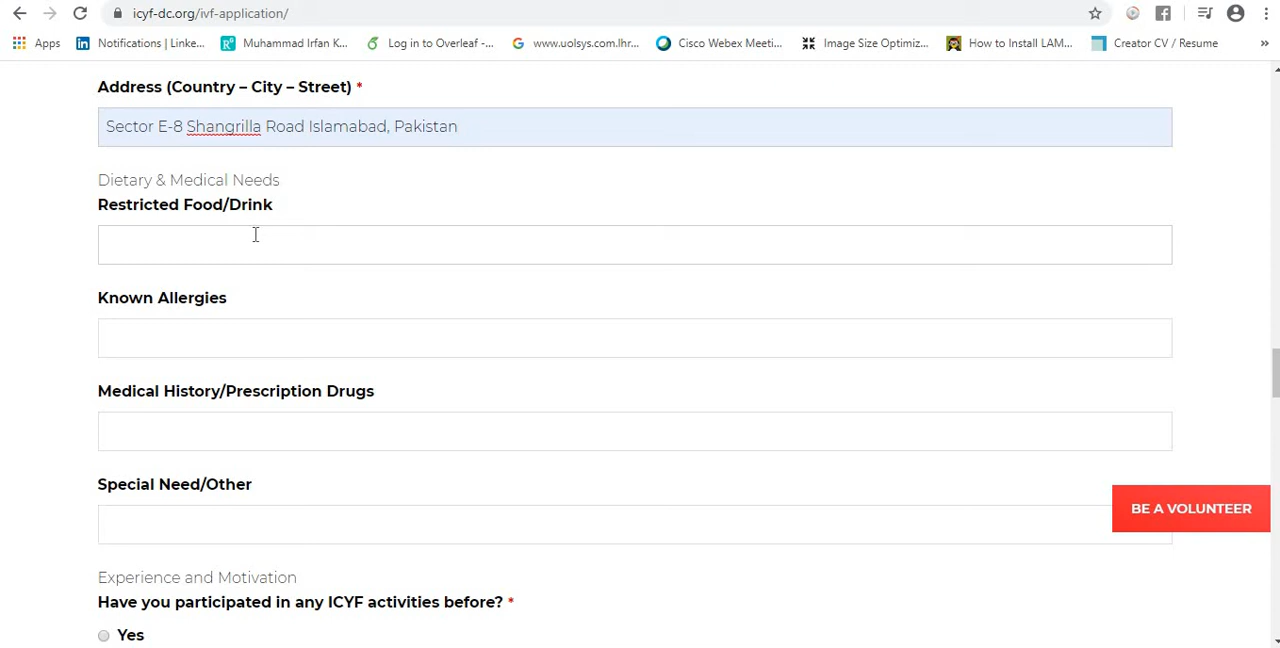 icyf-dc.org/ivf-application/
Apps
Notifications | Linke...
Muhammad Irfan K...
Log in to Overleaf -...
www.uolsys.com.lhr...
Cisco Webex Meeti...
Image Size Optimiz...
How to Install LAM...
Creator CV / Resume
»
Address (Country – City – Street) *
Sector E-8 Shangrilla Road Islamabad, Pakistan
Dietary & Medical Needs
Restricted Food/Drink
Known Allergies
Medical History/Prescription Drugs
Special Need/Other
BE A VOLUNTEER
Experience and Motivation
Have you participated in any ICYF activities before? *
Yes